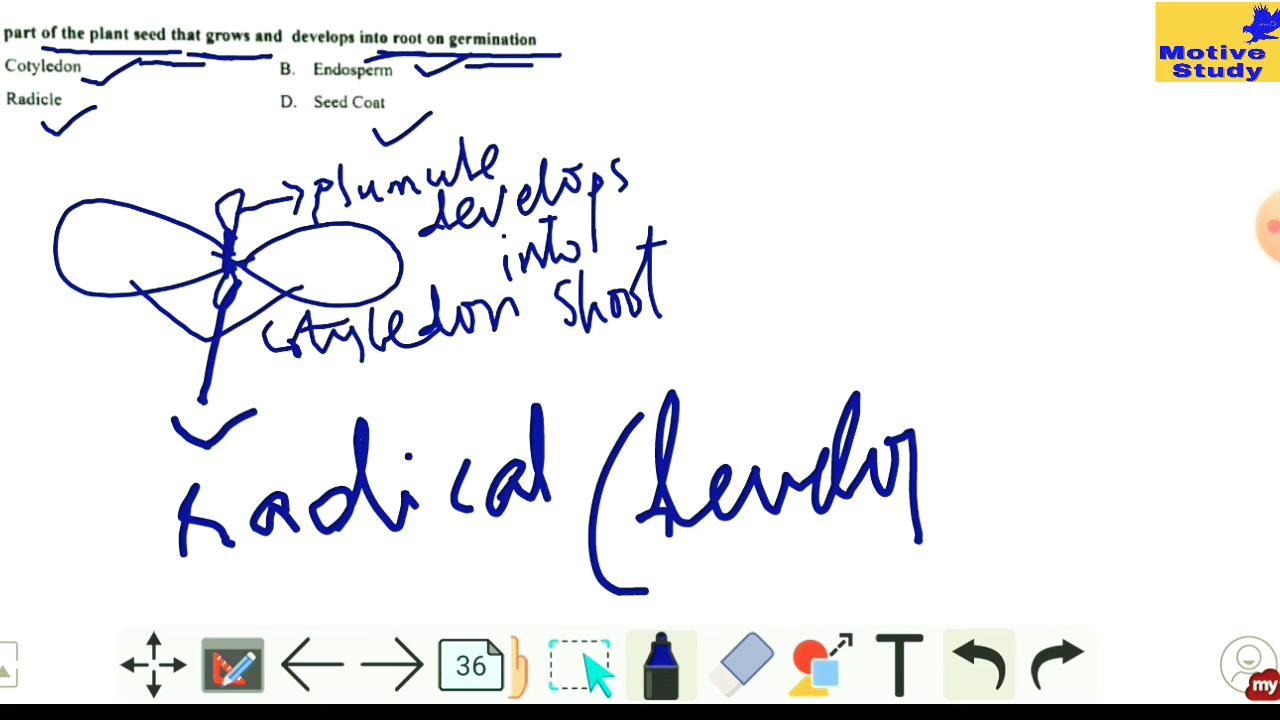 part of the plant seed that grows and develops into root on germination
Cotyledon B. Endosperm
Radicle D. Seed Coat
Motive
Study
plumule
develops
into
shoot
cotyledon
radical (develop
36
T
my